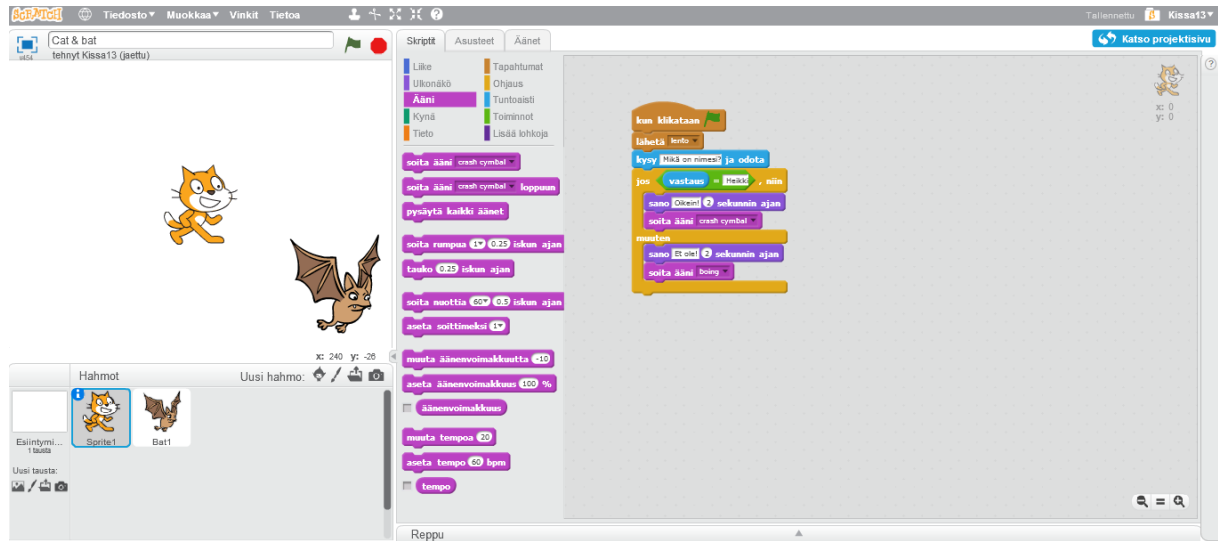 SCRATCH Tiedosto▼ Muokkaa▼ Vinkit Tietoa Tallennettu Kissa13▼
Cat & bat
v454 tehnyt Kissa13 (jaettu)
x: 240 y: -26
Hahmot Uusi hahmo:
Esiintymi...
1 tausta
Sprite1 Bat1
Uusi tausta:
Skriptit Asusteet Äänet
Katso projektisivu
Liike Tapahtumat
Ulkonäkö Ohjaus
Ääni Tuntoaisti
Kynä Toiminnot
Tieto Lisää lohkoja
soita ääni crash cymbal
soita ääni crash cymbal loppuun
pysäytä kaikki äänet
soita rumpua 1 0.25 iskun ajan
tauko 0.25 iskun ajan
soita nuottia 60 0.5 iskun ajan
aseta soittimeksi 1
muuta äänenvoimakkuutta -10
aseta äänenvoimakkuus 100 %
äänenvoimakkuus
muuta tempoa 20
aseta tempo 60 bpm
tempo
kun klikataan
lähetä lento
kysy Mikä on nimesi? ja odota
jos vastaus = Heikki , niin
sano Oikein! 2 sekunnin ajan
soita ääni crash cymbal
muuten
sano Et ole! 2 sekunnin ajan
soita ääni boing
x: 0
y: 0
Reppu